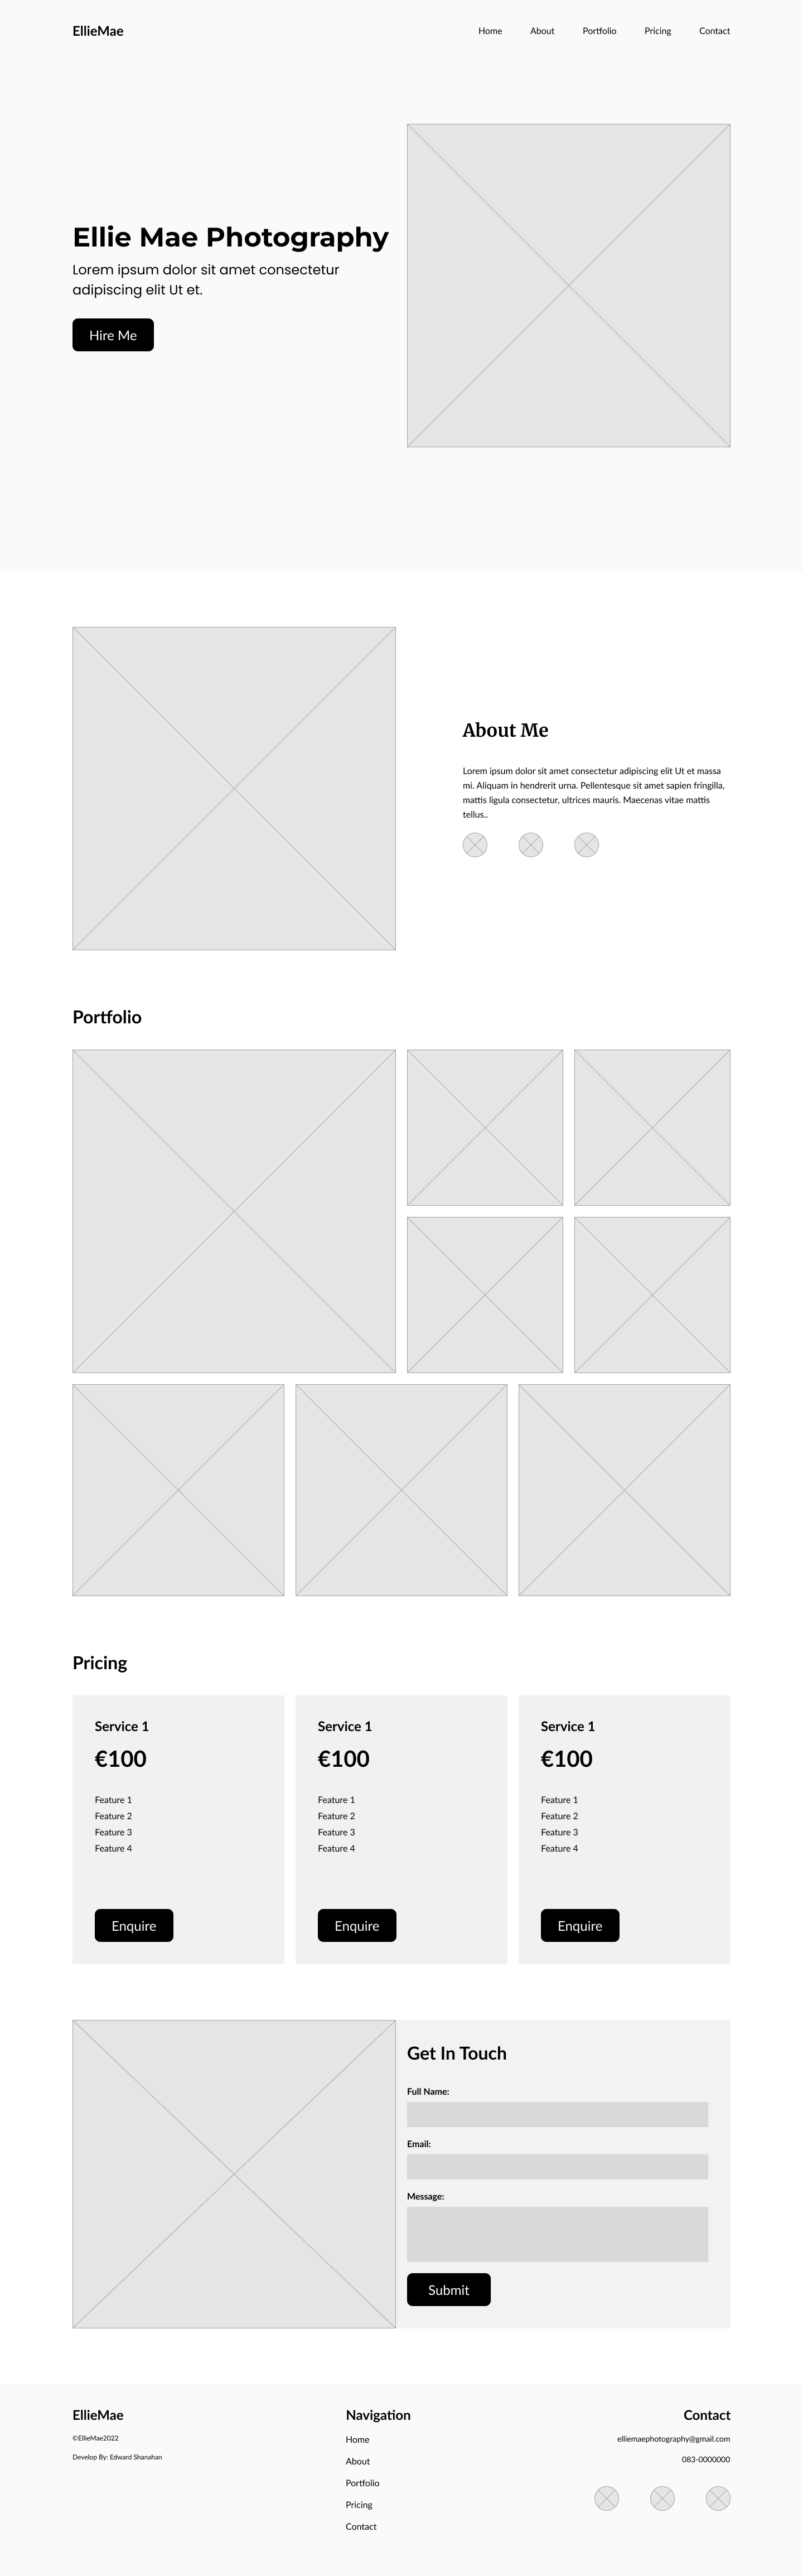 EllieMae
Home
About
Portfolio
Pricing
Contact
Ellie Mae Photography
Lorem ipsum dolor sit amet consectetur
adipiscing elit Ut et.
Hire Me
About Me
Lorem ipsum dolor sit amet consectetur adipiscing elit Ut et massa
mi. Aliquam in hendrerit urna. Pellentesque sit amet sapien fringilla,
mattis ligula consectetur, ultrices mauris. Maecenas vitae mattis
tellus..
Portfolio
Pricing
Service 1
€100
Feature 1
Feature 2
Feature 3
Feature 4
Enquire
Service 1
€100
Feature 1
Feature 2
Feature 3
Feature 4
Enquire
Service 1
€100
Feature 1
Feature 2
Feature 3
Feature 4
Enquire
Get In Touch
Full Name:
Email:
Message:
Submit
EllieMae
©EllieMae2022
Develop By: Edward Shanahan
Navigation
Home
About
Portfolio
Pricing
Contact
Contact
elliemaephotography@gmail.com
083-0000000